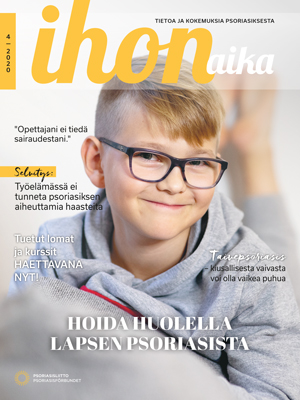 TIETOA JA KOKEMUKSIA PSORIASIKSESTA
4–2020
ihon
aika
"Opettajani ei tiedä
sairaudestani."
Selvitys:
Työelämässä ei
tunneta psoriasiksen
aiheuttamia haasteita
Tuetut lomat
ja kurssit
HAETTAVANA
NYT!
Taivepsoriasis
- kiusallisesta vaivasta
voi olla vaikea puhua
HOIDA HUOLELLA
LAPSEN PSORIASISTA
PSORIASISLIITTO
PSORIASISFÖRBUNDET